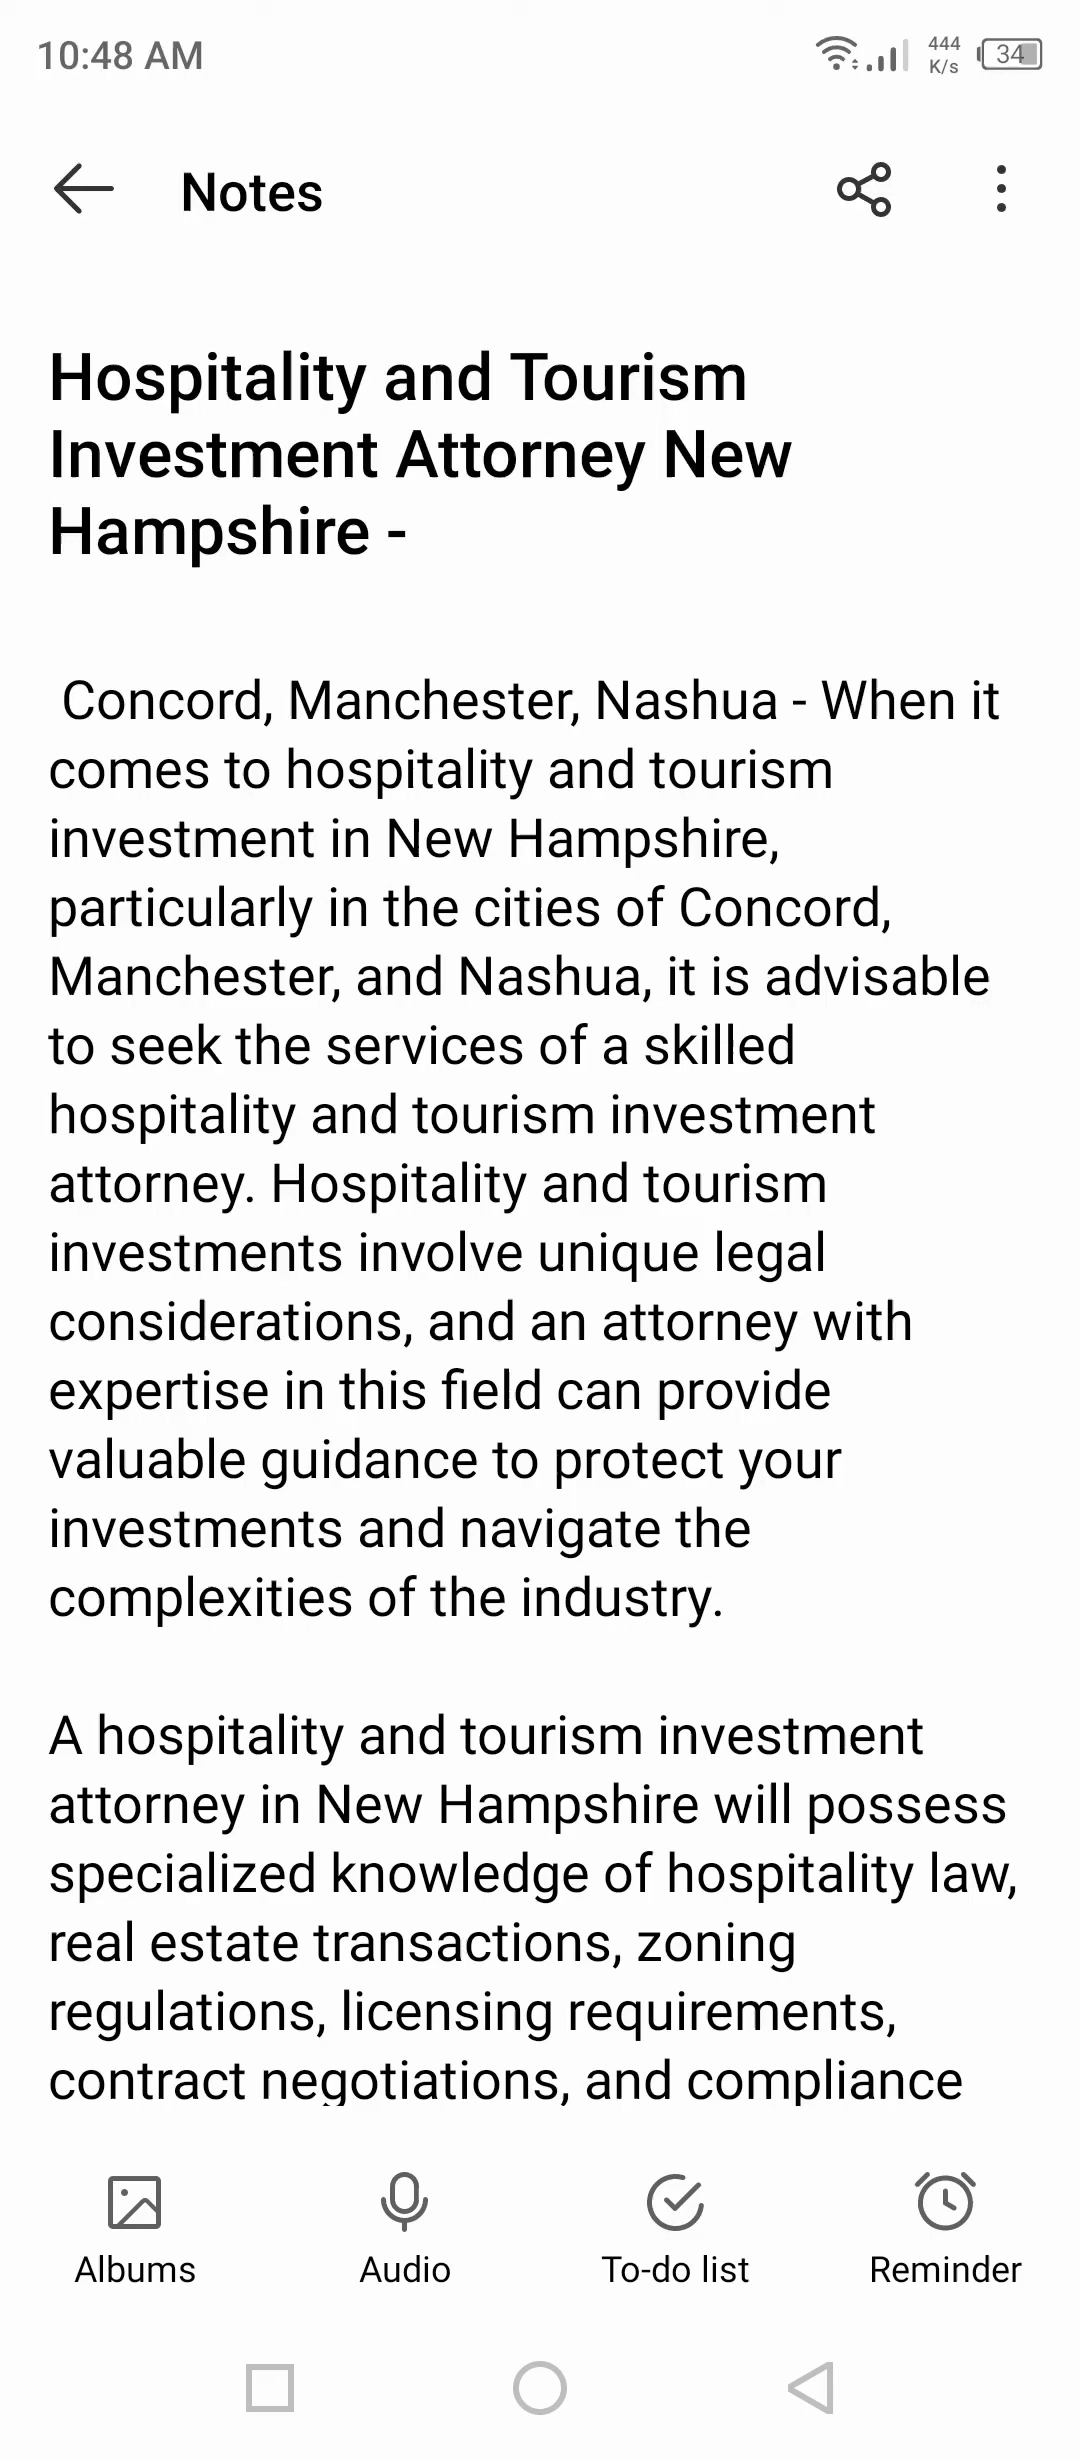 10:48 AM
444
K/s
34
Notes
Hospitality and Tourism
Investment Attorney New
Hampshire -
Concord, Manchester, Nashua - When it
comes to hospitality and tourism
investment in New Hampshire,
particularly in the cities of Concord,
Manchester, and Nashua, it is advisable
to seek the services of a skilled
hospitality and tourism investment
attorney. Hospitality and tourism
investments involve unique legal
considerations, and an attorney with
expertise in this field can provide
valuable guidance to protect your
investments and navigate the
complexities of the industry.
A hospitality and tourism investment
attorney in New Hampshire will possess
specialized knowledge of hospitality law,
real estate transactions, zoning
regulations, licensing requirements,
contract negotiations, and compliance
Albums
Audio
To-do list
Reminder